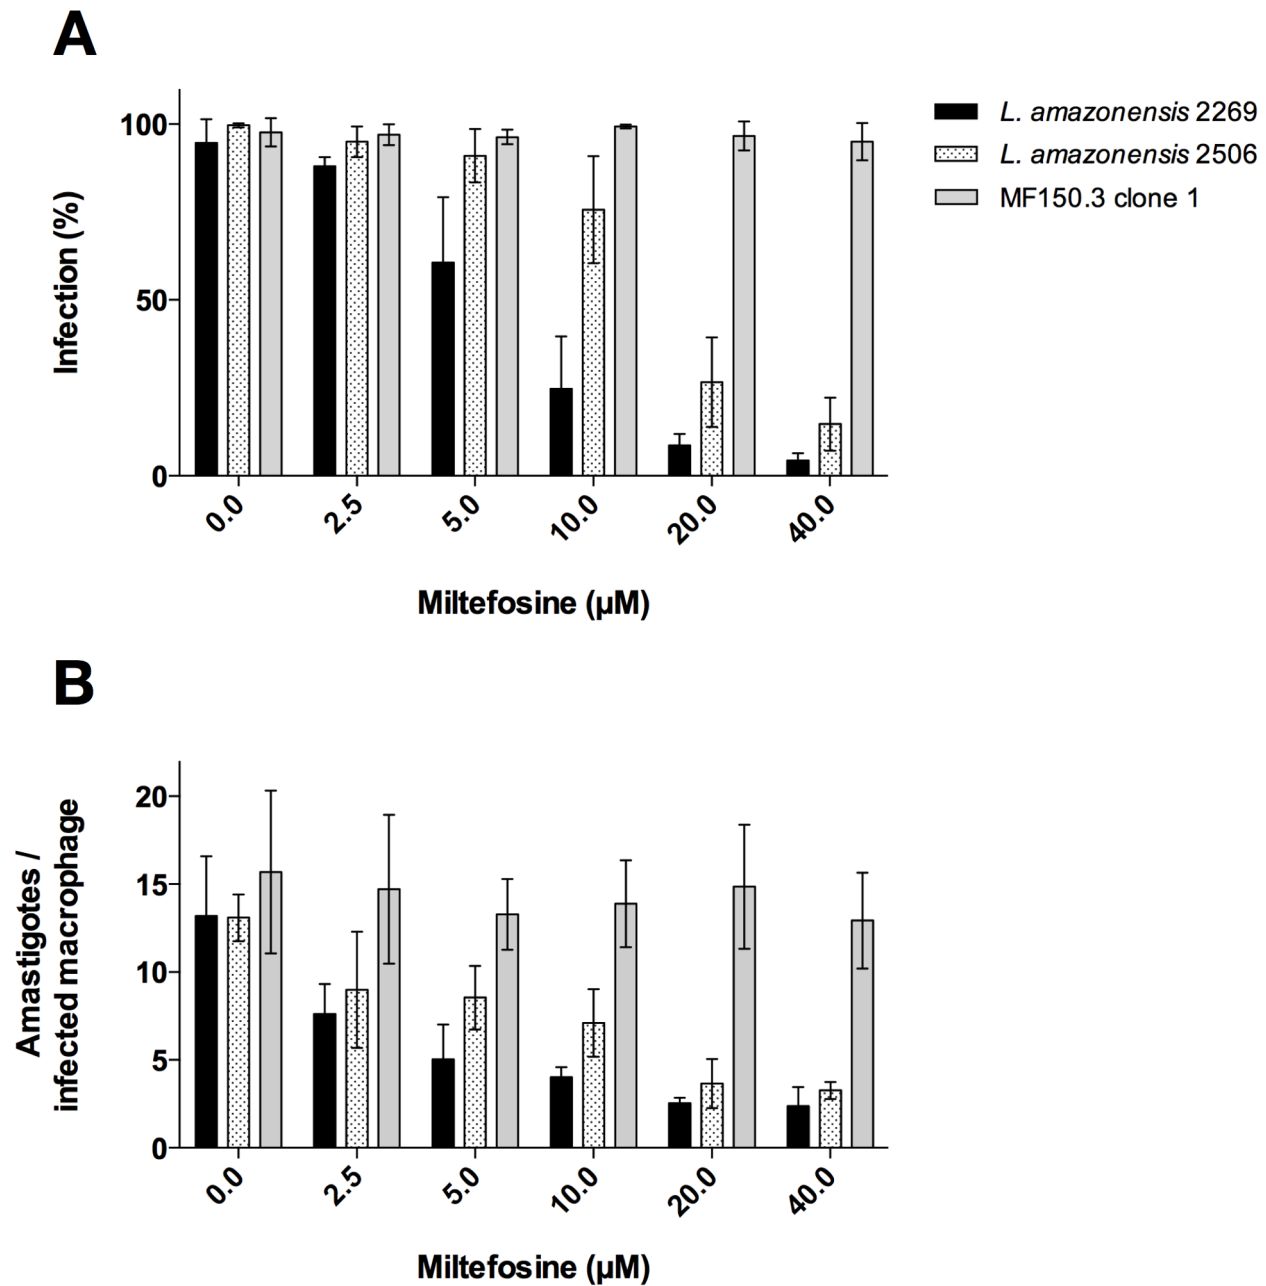 A
100
50
0
Infection (%)
0.0
2.5
5.0
10.0
20.0
40.0
Miltefosine (µM)
L. amazonensis 2269
L. amazonensis 2506
MF150.3 clone 1
B
20
15
10
5
0
Amastigotes /
infected macrophage
0.0
2.5
5.0
10.0
20.0
40.0
Miltefosine (µM)